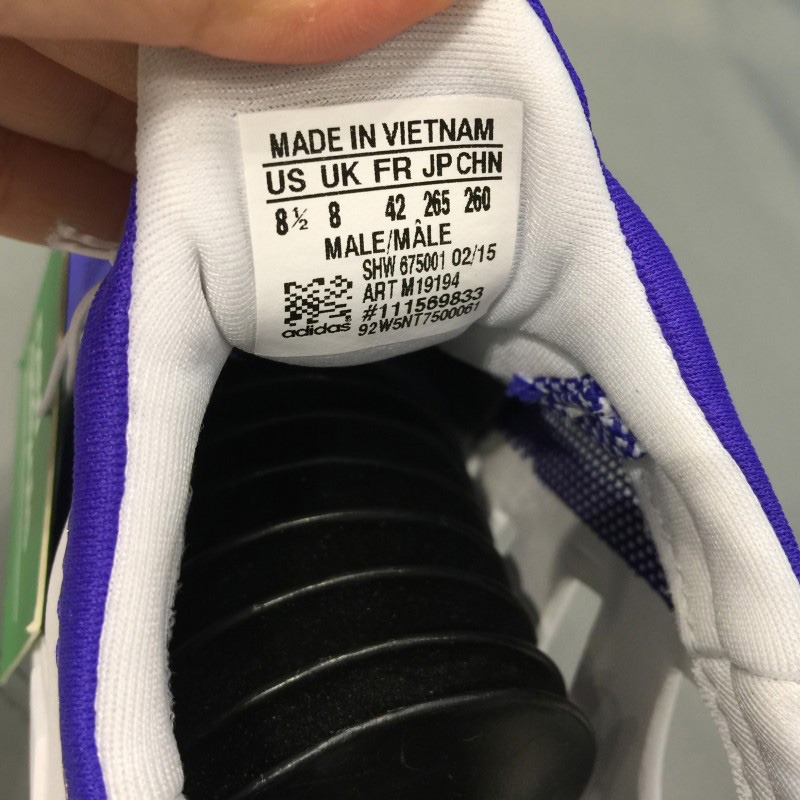 MADE IN VIETNAM
US UK FR JP CHN
8½ 8 42 265 260
MALE/MÂLE
SHW 675001 02/15
ART M19194
#111569833
92W5NT7500061
adidas®